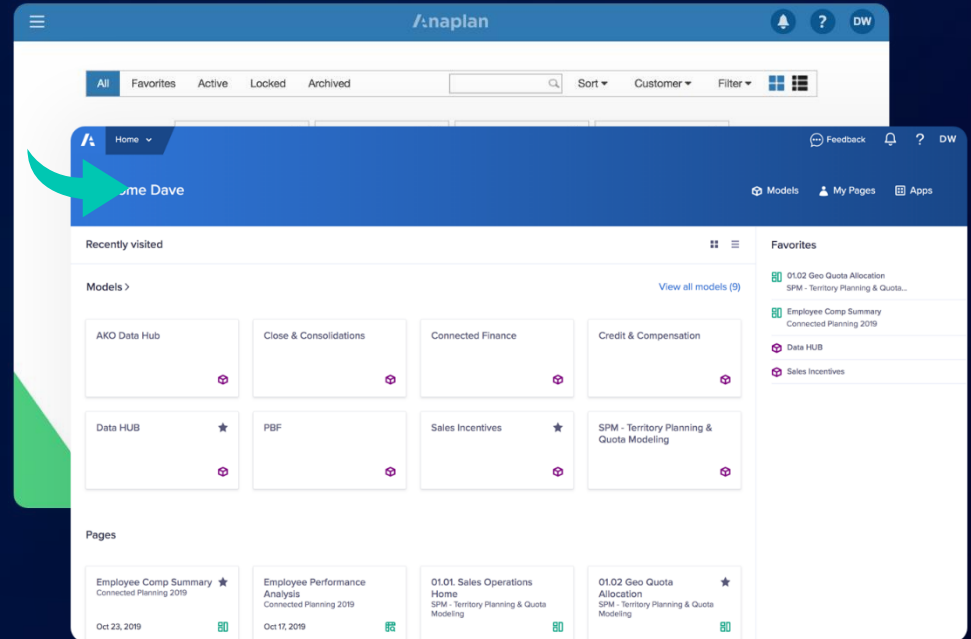 Anaplan
?
DW
All
Favorites
Active
Locked
Archived
Sort
Customer
Filter
Home
Feedback
?
DW
ome Dave
Models
My Pages
Apps
Recently visited
Favorites
Models >
View all models (9)
AKO Data Hub
Close & Consolidations
Connected Finance
Credit & Compensation
Data HUB
PBF
Sales Incentives
SPM - Territory Planning &
Quota Modeling
01.02 Geo Quota Allocation
SPM - Territory Planning & Quota...
Employee Comp Summary
Connected Planning 2019
Data HUB
Sales Incentives
Pages
Employee Comp Summary
Connected Planning 2019
Oct 23, 2019
Employee Performance
Analysis
Connected Planning 2019
Oct 17, 2019
01.01. Sales Operations
Home
SPM - Territory Planning & Quota
Modeling
01.02 Geo Quota
Allocation
SPM - Territory Planning & Quota
Modeling